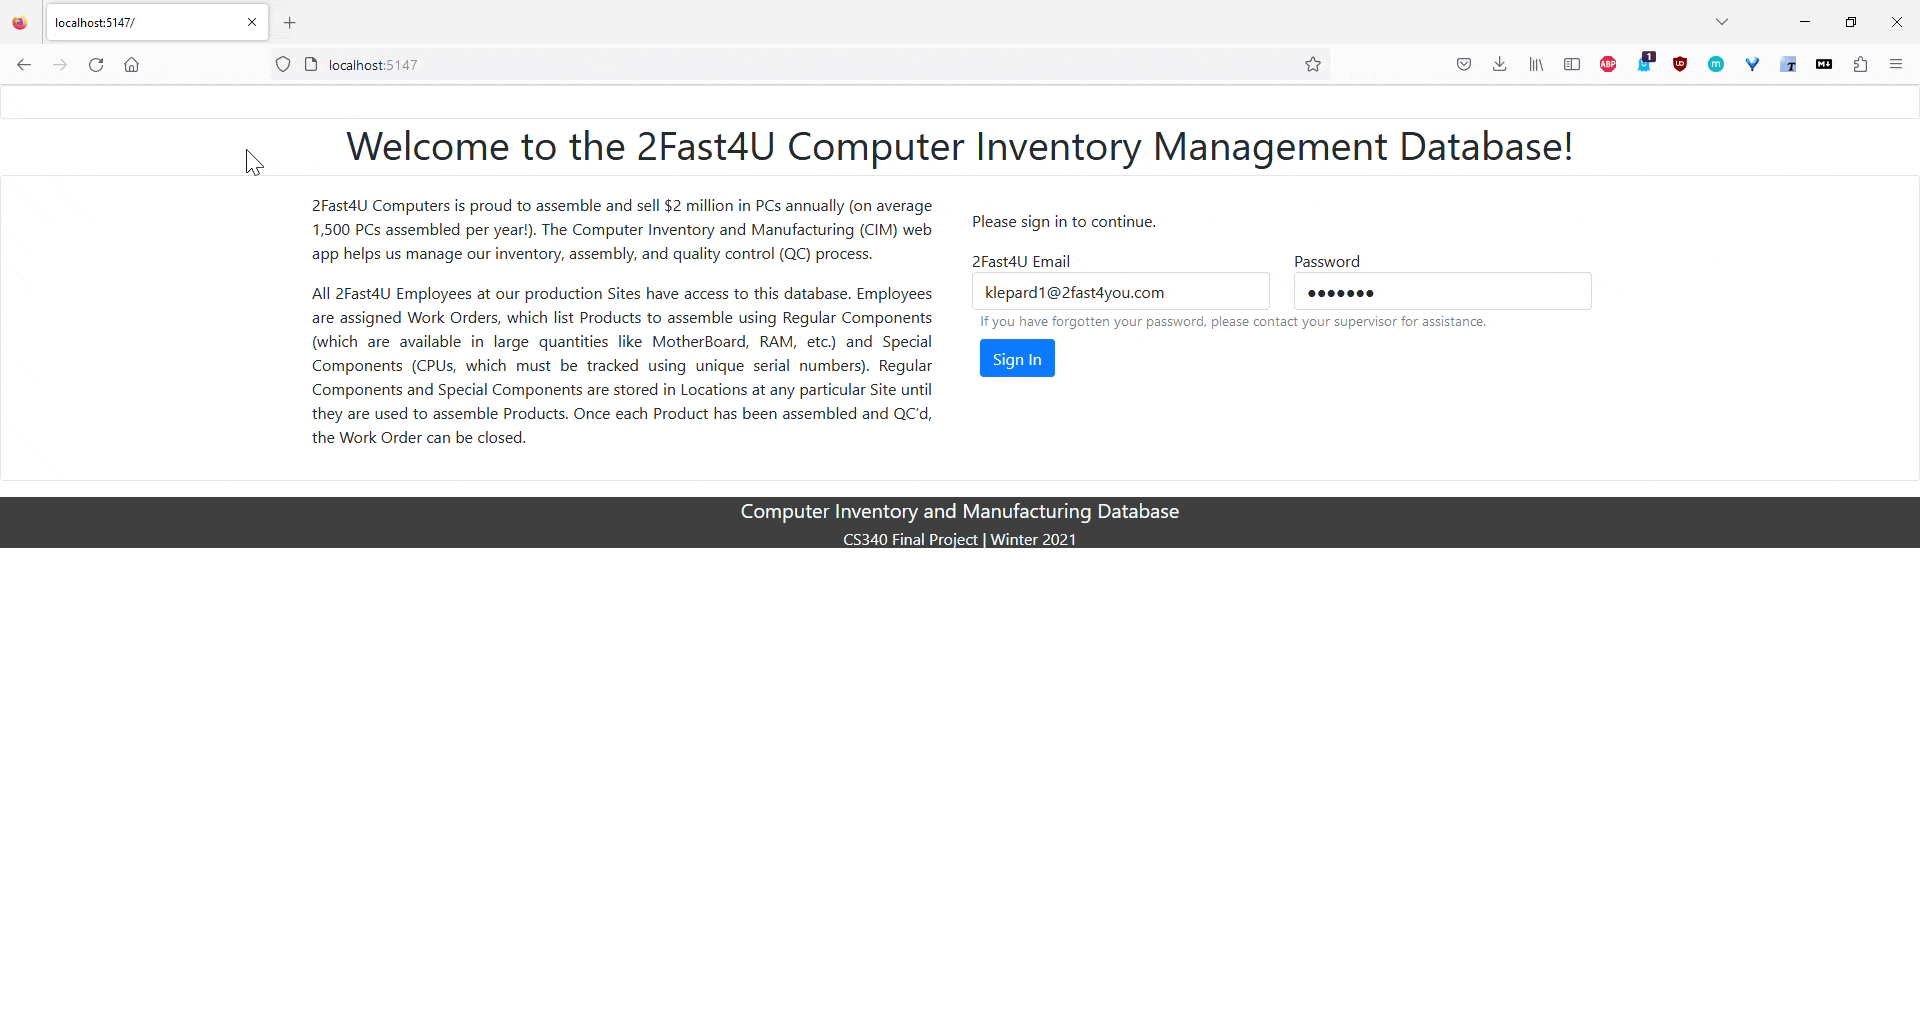 localhost:5147/
localhost:5147
ABP
1
m
T
Welcome to the 2Fast4U Computer Inventory Management Database!
2Fast4U Computers is proud to assemble and sell $2 million in PCs annually (on average
1,500 PCs assembled per year!). The Computer Inventory and Manufacturing (CIM) web
app helps us manage our inventory, assembly, and quality control (QC) process.
All 2Fast4U Employees at our production Sites have access to this database. Employees
are assigned Work Orders, which list Products to assemble using Regular Components
(which are available in large quantities like MotherBoard, RAM, etc.) and Special
Components (CPUs, which must be tracked using unique serial numbers). Regular
Components and Special Components are stored in Locations at any particular Site until
they are used to assemble Products. Once each Product has been assembled and QC'd,
the Work Order can be closed.
Please sign in to continue.
2Fast4U Email
Password
klepard1@2fast4you.com
•••••••
If you have forgotten your password, please contact your supervisor for assistance.
Sign In
Computer Inventory and Manufacturing Database
CS340 Final Project | Winter 2021